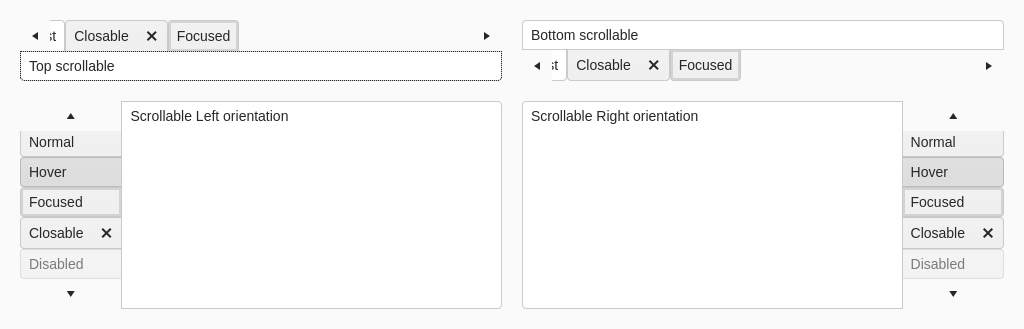 st Closable Focused
Top scrollable
Bottom scrollable
st Closable Focused
Normal
Hover
Focused
Closable
Disabled
Scrollable Left orientation
Scrollable Right orientation
Normal
Hover
Focused
Closable
Disabled